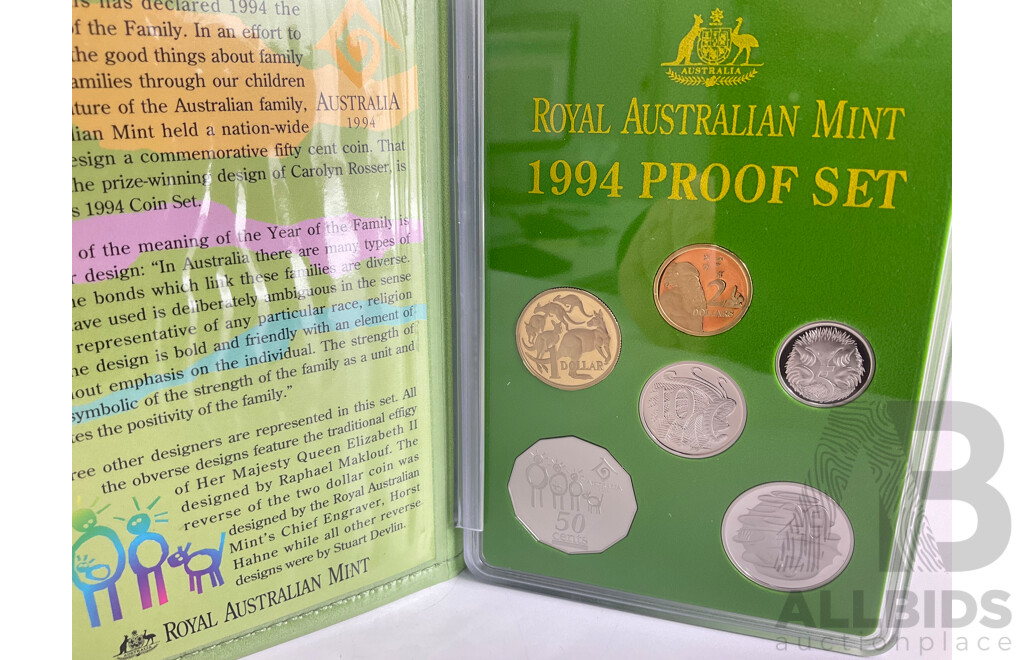 has declared 1994 the
of the Family. In an effort to
the good things about family
families through our children
ture of the Australian family,
lian Mint held a nation-wide
esign a commemorative fifty cent coin. That
he prize-winning design of Carolyn Rosser, is
s 1994 Coin Set.
AUSTRALIA
1994
of the meaning of the Year of the Family is
r design: “In Australia there are many types of
he bonds which link these families are diverse.
ave used is deliberately ambiguous in the sense
representative of any particular race, religion
he design is bold and friendly with an element of
out emphasis on the individual. The strength of
symbolic of the strength of the family as a unit and
tes the positivity of the family.”
ree other designers are represented in this set. All
the obverse designs feature the traditional effigy
of Her Majesty Queen Elizabeth II
designed by Raphael Maklouf. The
reverse of the two dollar coin was
designed by the Royal Australian
Mint’s Chief Engraver, Horst
Hahne while all other reverse
designs were by Stuart Devlin.
ROYAL AUSTRALIAN MINT
AUSTRALIA
ROYAL AUSTRALIAN MINT
1994 PROOF SET
2
DOLLARS
1
DOLLAR
5
10
50
CENTS
20
B
ALLBIDS
auctionplace